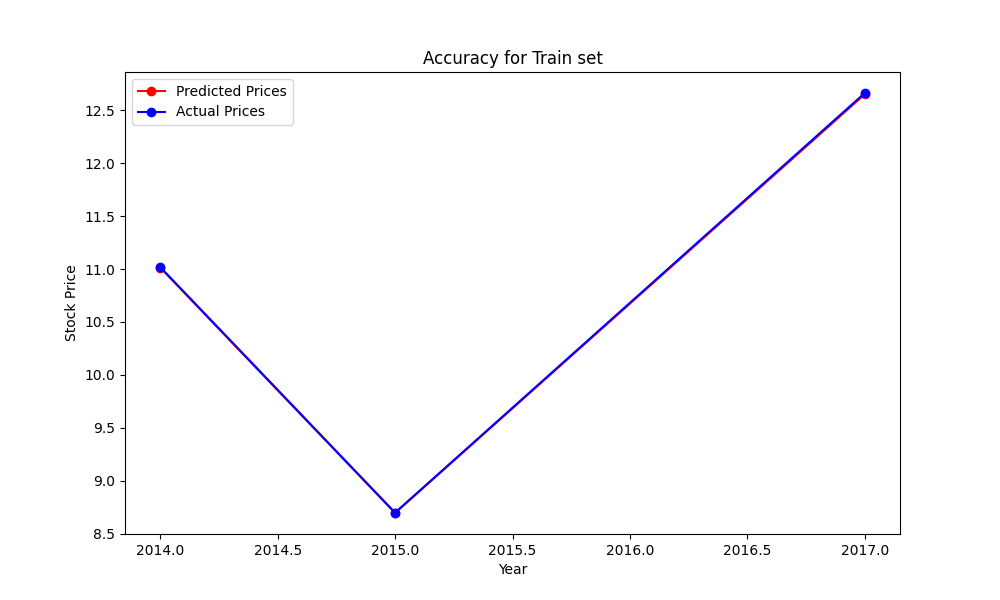 Accuracy for Train set
Predicted Prices
Actual Prices
12.5
12.0
11.5
11.0
10.5
10.0
9.5
9.0
8.5
Stock Price
2014.0 2014.5 2015.0 2015.5 2016.0 2016.5 2017.0
Year